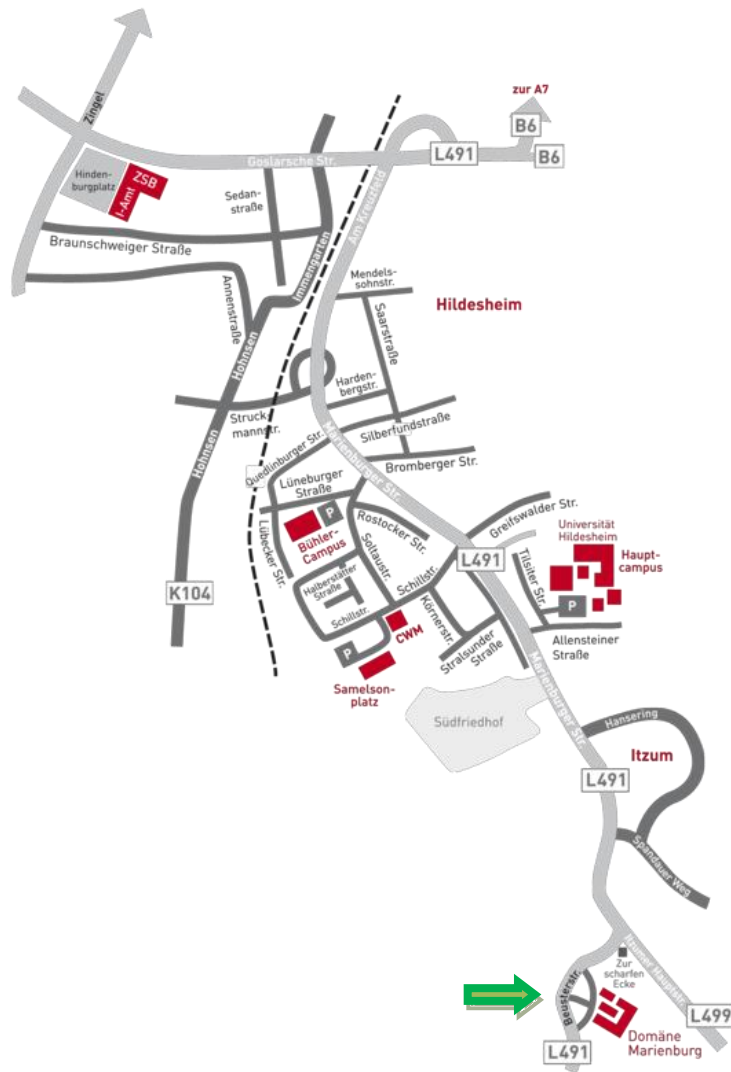 zur A7
B6
B6
L491
Zingel
Goslarsche Str.
Hinden-
burgplatz
ZSB
I-Amt
Sedan-
straße
Am Kreuzfeld
Braunschweiger Straße
Immengarten
Mendels-
sohnstr.
Hildesheim
Annenstraße
Saarstraße
Hohnsen
Harden-
bergstr.
Struck-
mannstr.
Silberfundstraße
Marienburger Str.
Quedlinburger Str.
Hohnsen
Bromberger Str.
Lüneburger
Straße
P
Rostocker Str.
Greifswalder Str.
Bühler-
Campus
Lübecker Str.
Soltaustr.
L491
Universität
Hildesheim
Haupt-
campus
Tilsiter Str.
Halberstätter
Straße
Schillstr.
K104
P
Schillstr.
Körnerstr.
CWM
Stralsunder
Straße
Allensteiner
Straße
P
Samelson-
platz
Marienburger Str.
Südfriedhof
Hansering
Itzum
L491
Spandauer Weg
Itzumer Hauptstr.
Zur
scharfen
Ecke
Beusterstr.
L499
Domäne
Marienburg
L491